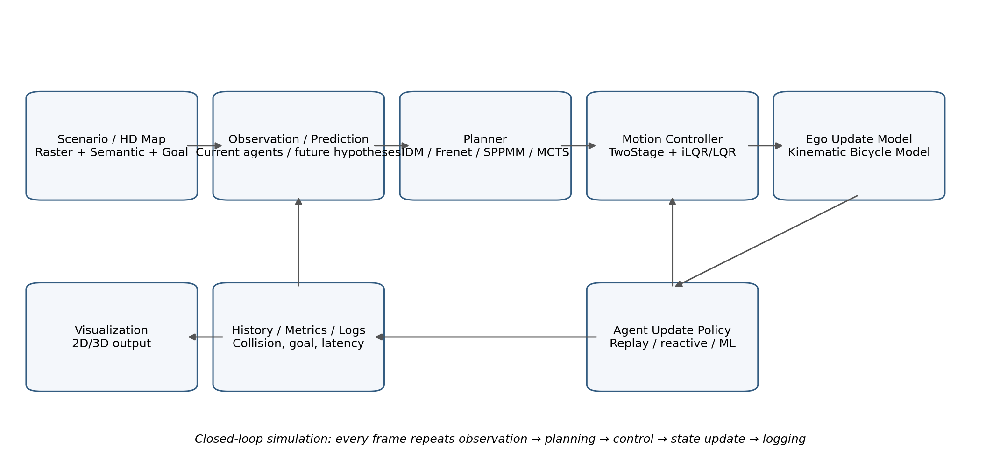 Scenario / HD Map
Raster + Semantic + Goal
Observation / Prediction
Current agents / future hypotheses
Planner
IDM / Frenet / SPPMM / MCTS
Motion Controller
TwoStage + iLQR/LQR
Ego Update Model
Kinematic Bicycle Model
Visualization
2D/3D output
History / Metrics / Logs
Collision, goal, latency
Agent Update Policy
Replay / reactive / ML
Closed-loop simulation: every frame repeats observation → planning → control → state update → logging